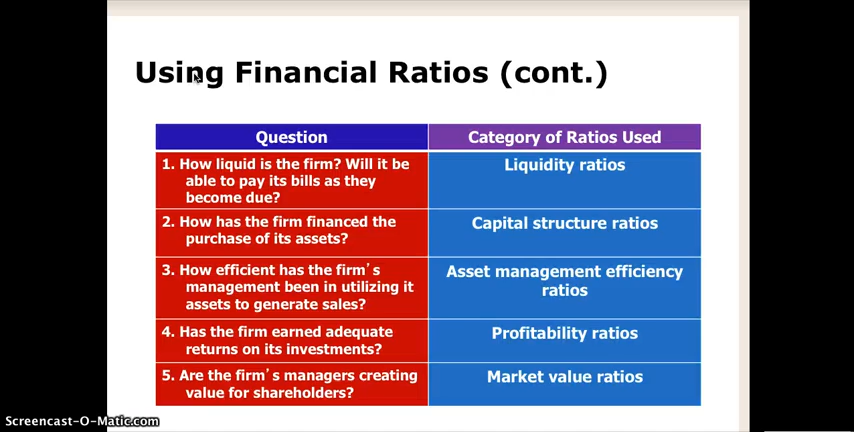 Using Financial Ratios (cont.)
Question
Category of Ratios Used
1. How liquid is the firm? Will it be
able to pay its bills as they
become due?
Liquidity ratios
2. How has the firm financed the
purchase of its assets?
Capital structure ratios
3. How efficient has the firm's
management been in utilizing it
assets to generate sales?
Asset management efficiency
ratios
4. Has the firm earned adequate
returns on its investments?
Profitability ratios
5. Are the firm's managers creating
value for shareholders?
Market value ratios
Screencast-O-Matic.com